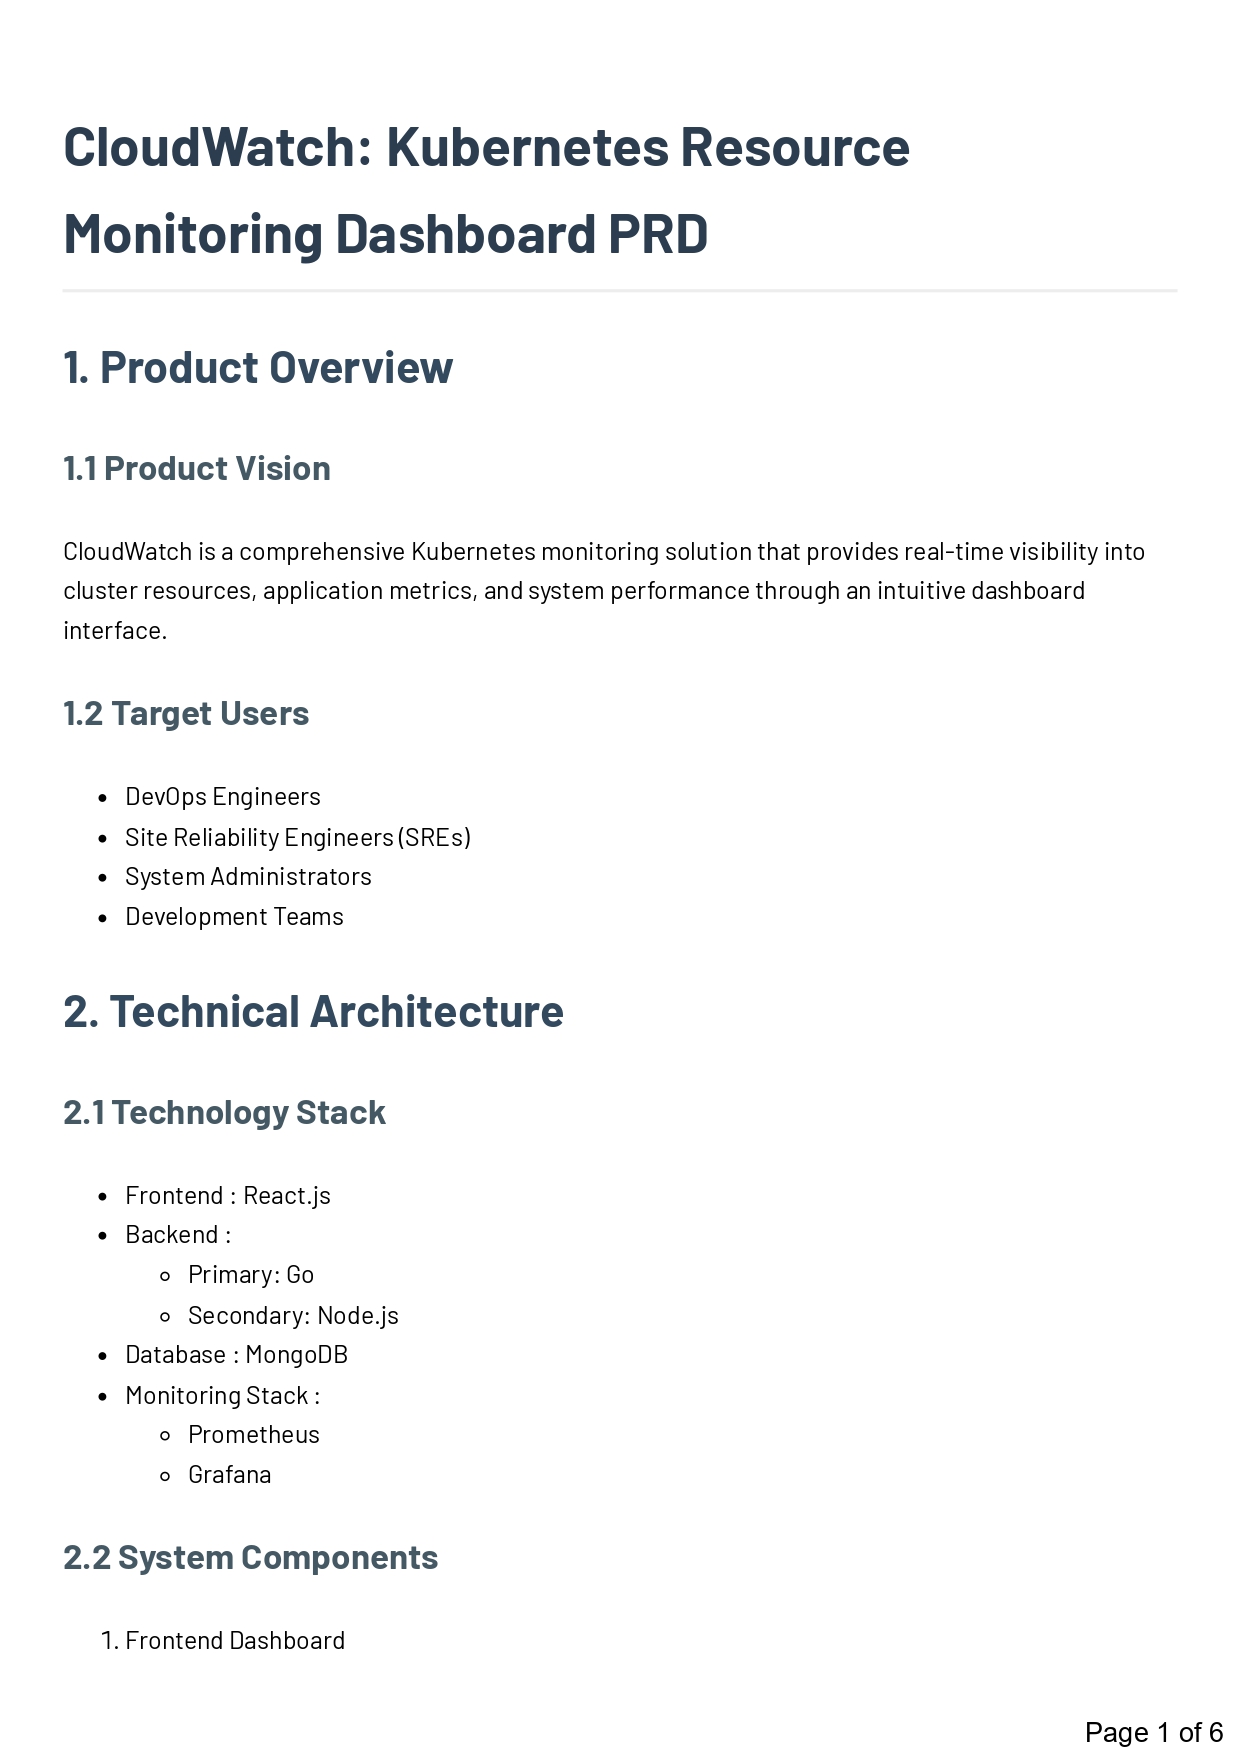 CloudWatch: Kubernetes Resource
Monitoring Dashboard PRD
1. Product Overview
1.1 Product Vision
CloudWatch is a comprehensive Kubernetes monitoring solution that provides real-time visibility into
cluster resources, application metrics, and system performance through an intuitive dashboard
interface.
1.2 Target Users
• DevOps Engineers
• Site Reliability Engineers (SREs)
• System Administrators
• Development Teams
2. Technical Architecture
2.1 Technology Stack
• Frontend : React.js
• Backend :
◦ Primary: Go
◦ Secondary: Node.js
• Database : MongoDB
• Monitoring Stack :
◦ Prometheus
◦ Grafana
2.2 System Components
1. Frontend Dashboard
Page 1 of 6